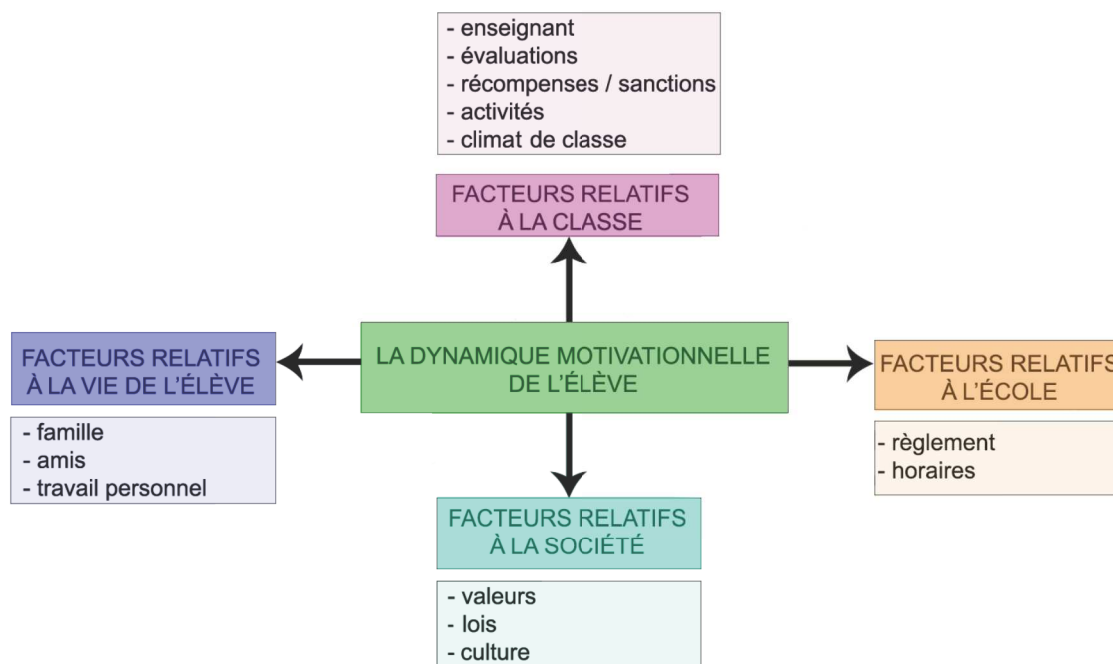 - enseignant
- évaluations
- récompenses / sanctions
- activités
- climat de classe
FACTEURS RELATIFS
À LA CLASSE
FACTEURS RELATIFS
À LA VIE DE L'ÉLÈVE
- famille
- amis
- travail personnel
LA DYNAMIQUE MOTIVATIONNELLE
DE L'ÉLÈVE
FACTEURS RELATIFS
À L'ÉCOLE
- règlement
- horaires
FACTEURS RELATIFS
À LA SOCIÉTÉ
- valeurs
- lois
- culture